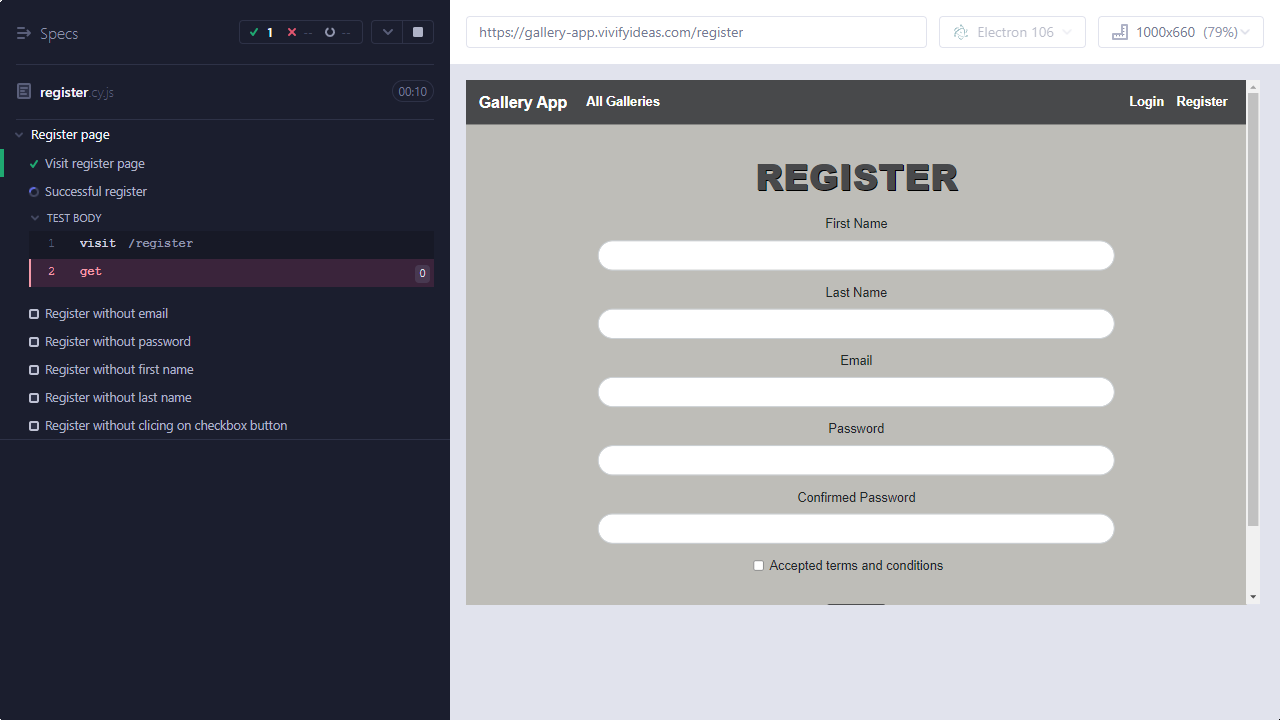 Specs
1
--
--
https://gallery-app.vivifyideas.com/register
Electron 106
1000x660 (79%)
register.cy.js
00:10
Register page
Visit register page
Successful register
TEST BODY
1 visit /register
2 get 0
Register without email
Register without password
Register without first name
Register without last name
Register without clicing on checkbox button
Gallery App
All Galleries
Login
Register
REGISTER
First Name
Last Name
Email
Password
Confirmed Password
Accepted terms and conditions